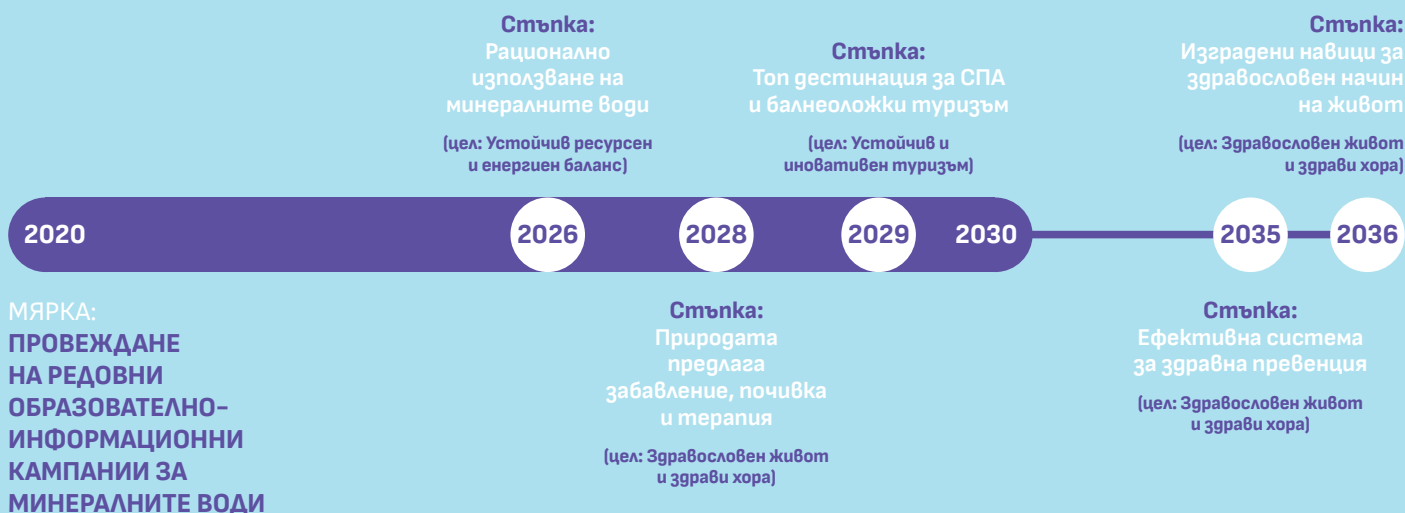 Стъпка:
Рационално
използване на
минералните води
(цел: Устойчив ресурсен
и енергиен баланс)
Стъпка:
Топ дестинация за СПА
и балнеоложки туризъм
(цел: Устойчив и
иновативен туризъм)
Стъпка:
Изградени навици за
здравословен начин
на живот
(цел: Здравословен живот
и здрави хора)
2020 2026 2028 2029 2030 2035 2036
МЯРКА:
ПРОВЕЖДАНЕ
НА РЕДОВНИ
ОБРАЗОВАТЕЛНО-
ИНФОРМАЦИОННИ
КАМПАНИИ ЗА
МИНЕРАЛНИТЕ ВОДИ
Стъпка:
Природата
предлага
забавление, почивка
и терапия
(цел: Здравословен живот
и здрави хора)
Стъпка:
Ефективна система
за здравна превенция
(цел: Здравословен живот
и здрави хора)